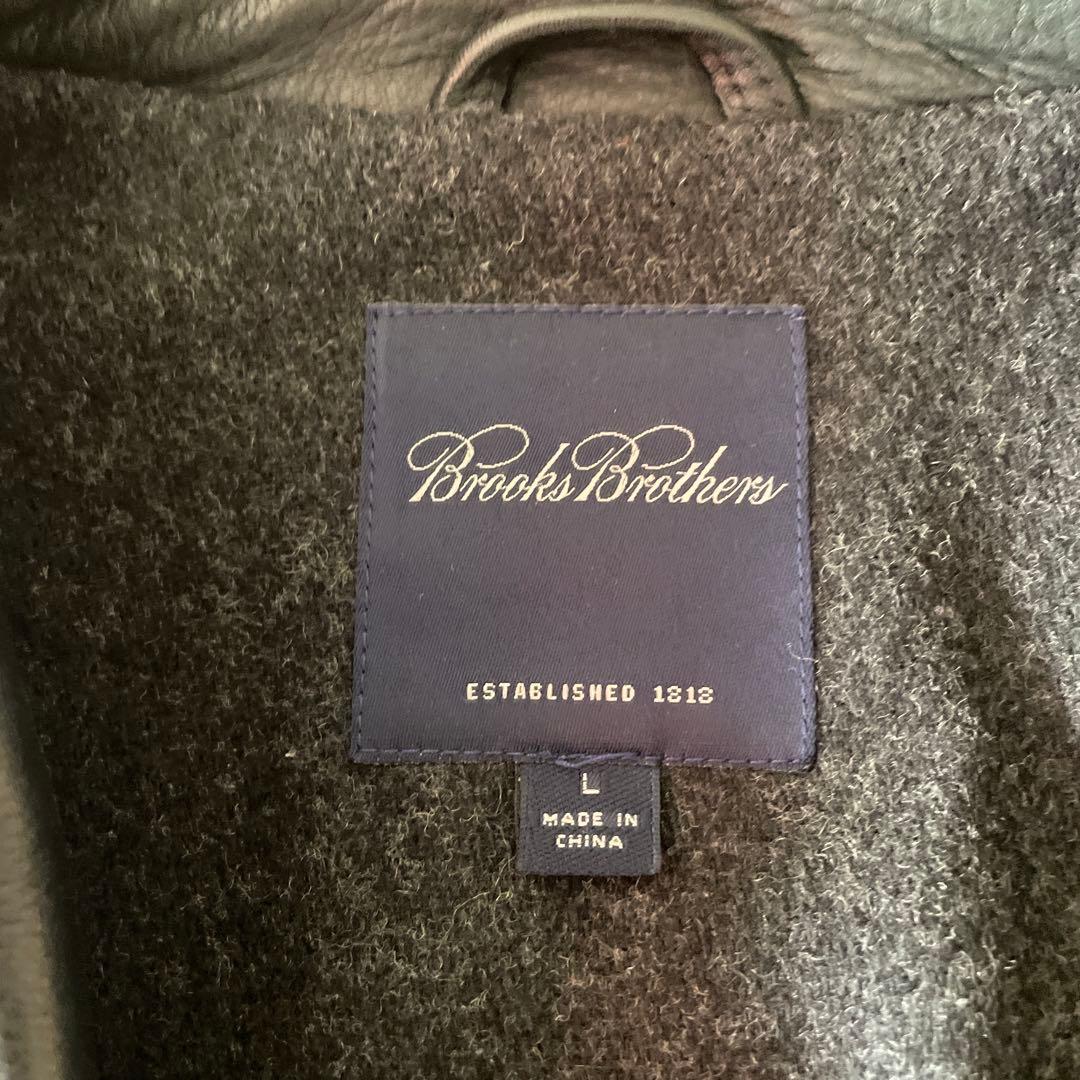 Brooks Brothers
ESTABLISHED 1818
L
MADE IN
CHINA